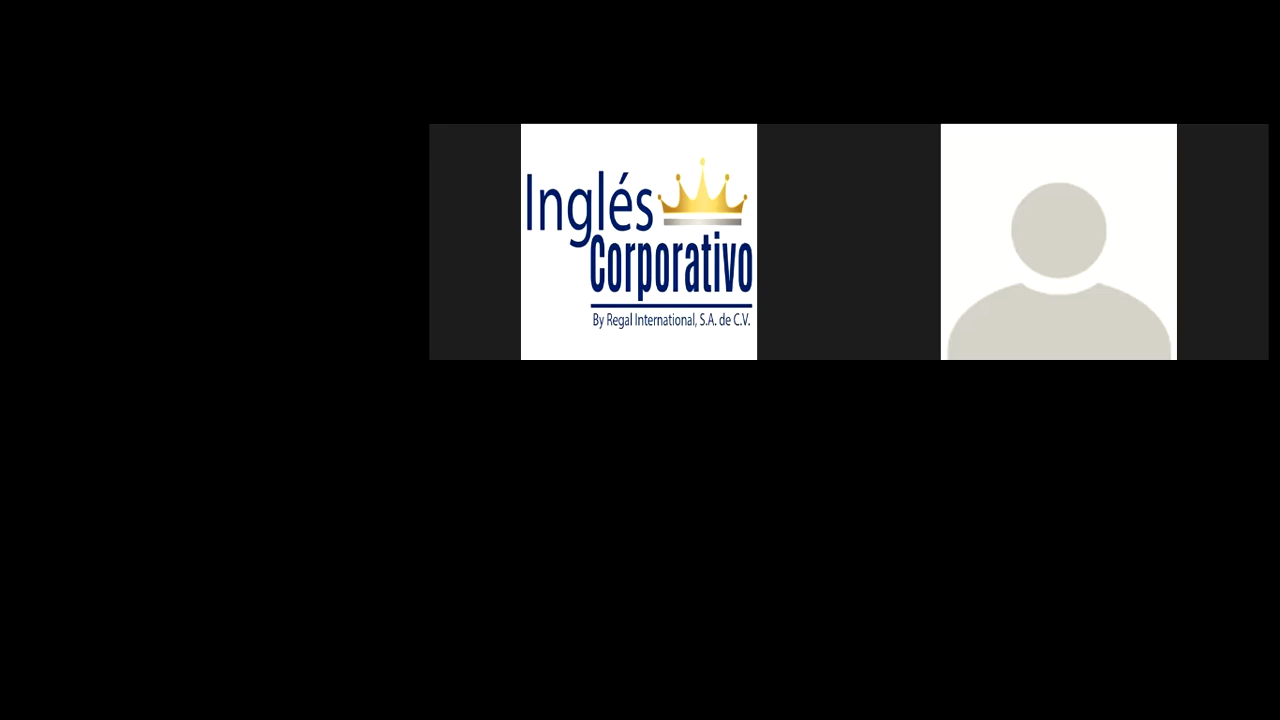 Inglés
Corporativo
By Regal International, S.A. de C.V.